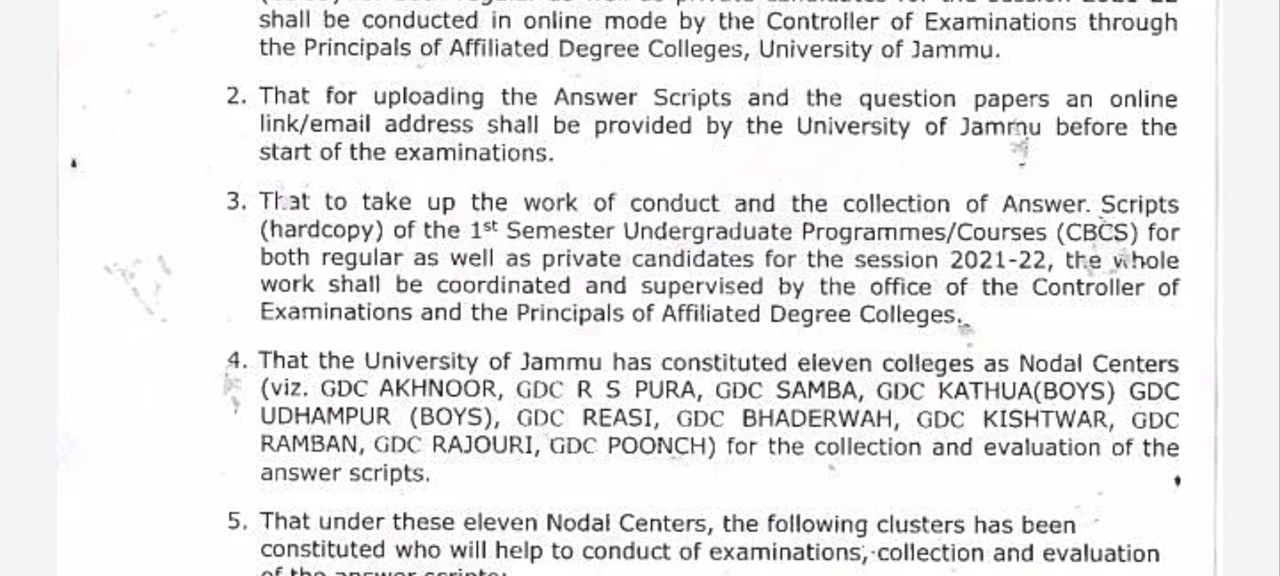 shall be conducted in online mode by the Controller of Examinations through
the Principals of Affiliated Degree Colleges, University of Jammu.
2. That for uploading the Answer Scripts and the question papers an online
link/email address shall be provided by the University of Jammu before the
start of the examinations.
3. That to take up the work of conduct and the collection of Answer. Scripts
(hardcopy) of the 1st Semester Undergraduate Programmes/Courses (CBCS) for
both regular as well as private candidates for the session 2021-22, the whole
work shall be coordinated and supervised by the office of the Controller of
Examinations and the Principals of Affiliated Degree Colleges.
4. That the University of Jammu has constituted eleven colleges as Nodal Centers
(viz. GDC AKHNOOR, GDC R S PURA, GDC SAMBA, GDC KATHUA(BOYS) GDC
UDHAMPUR (BOYS), GDC REASI, GDC BHADERWAH, GDC KISHTWAR, GDC
RAMBAN, GDC RAJOURI, GDC POONCH) for the collection and evaluation of the
answer scripts.
5. That under these eleven Nodal Centers, the following clusters has been
constituted who will help to conduct of examinations, collection and evaluation
of the answer scripts: